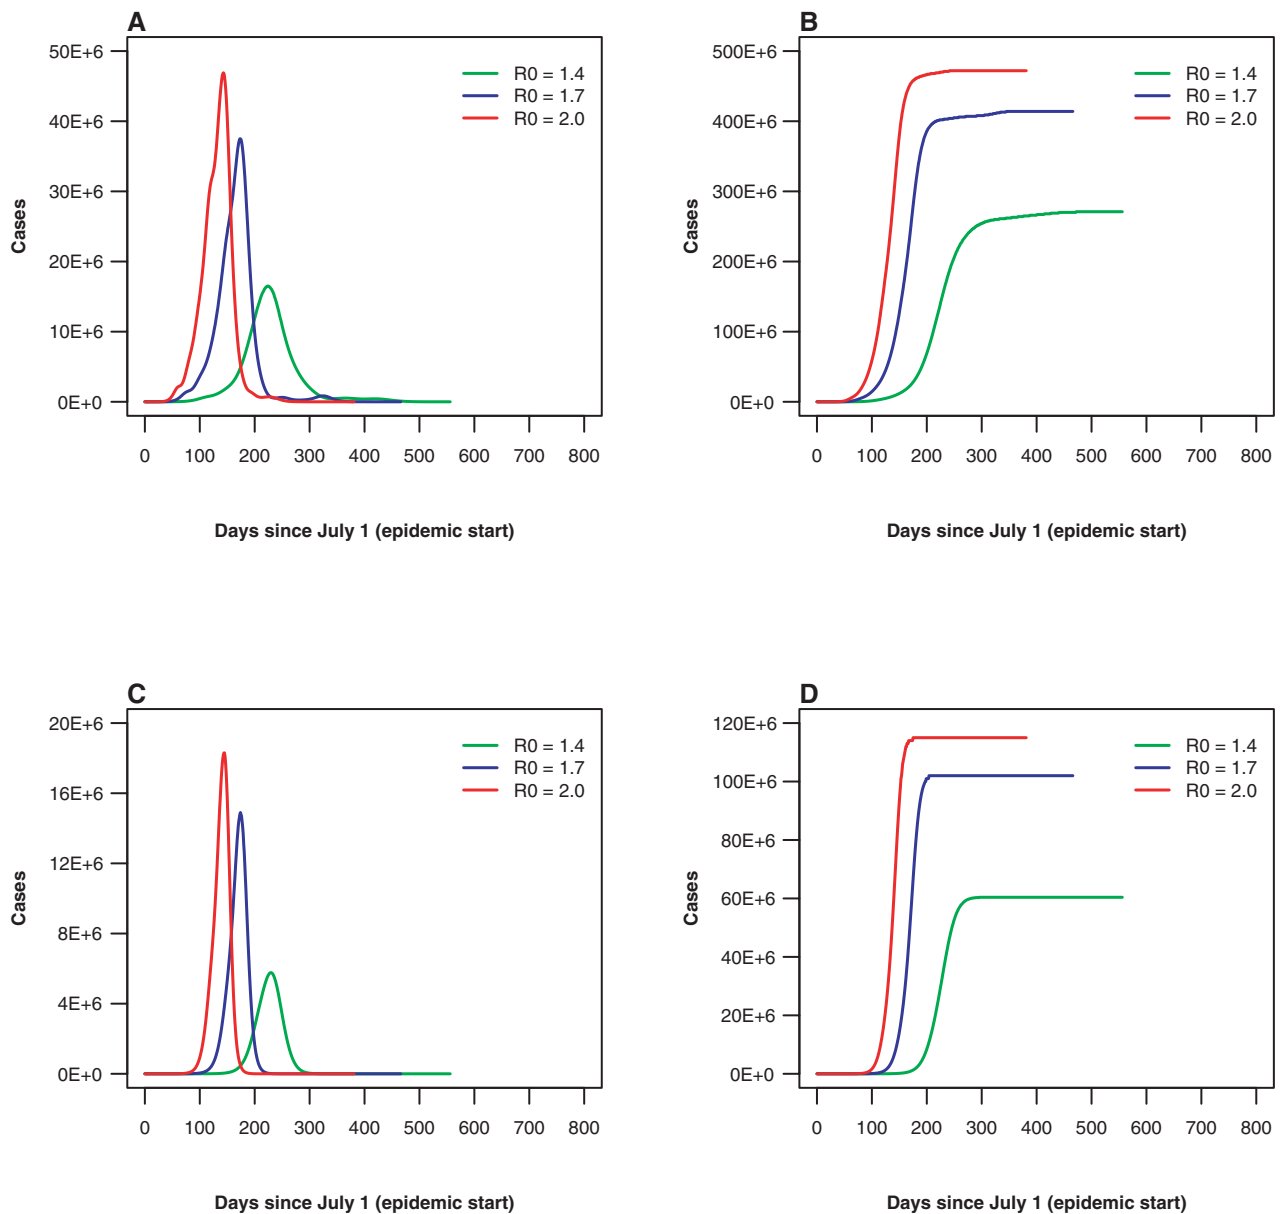 A
50E+6
40E+6
30E+6
20E+6
10E+6
0E+0
Cases
R0 = 1.4
R0 = 1.7
R0 = 2.0
0 100 200 300 400 500 600 700 800
Days since July 1 (epidemic start)
B
500E+6
400E+6
300E+6
200E+6
100E+6
0E+0
Cases
R0 = 1.4
R0 = 1.7
R0 = 2.0
0 100 200 300 400 500 600 700 800
Days since July 1 (epidemic start)
C
20E+6
16E+6
12E+6
8E+6
4E+6
0E+0
Cases
R0 = 1.4
R0 = 1.7
R0 = 2.0
0 100 200 300 400 500 600 700 800
Days since July 1 (epidemic start)
D
120E+6
100E+6
80E+6
60E+6
40E+6
20E+6
0E+0
Cases
R0 = 1.4
R0 = 1.7
R0 = 2.0
0 100 200 300 400 500 600 700 800
Days since July 1 (epidemic start)